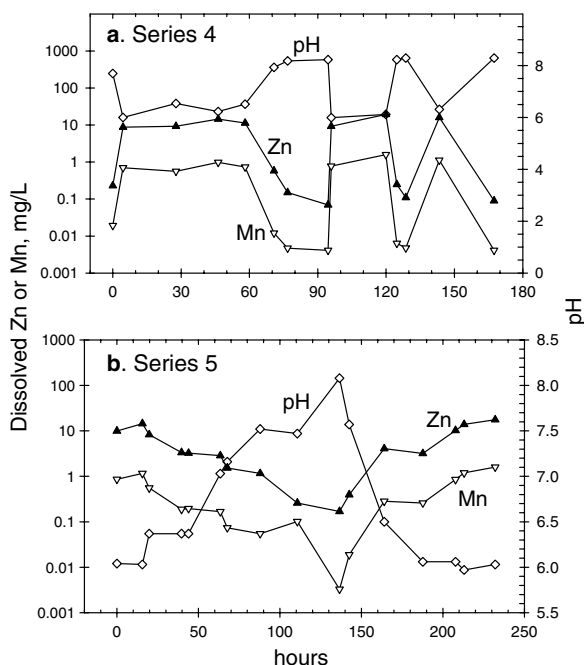 a. Series 4
pH
Zn
Mn
1000
100
10
1
0.1
0.01
0.001
8
6
4
2
0
0 30 60 90 120 150 180
Dissolved Zn or Mn, mg/L
pH
b. Series 5
pH
Zn
Mn
1000
100
10
1
0.1
0.01
0.001
8.5
8.0
7.5
7.0
6.5
6.0
5.5
0 50 100 150 200 250
hours